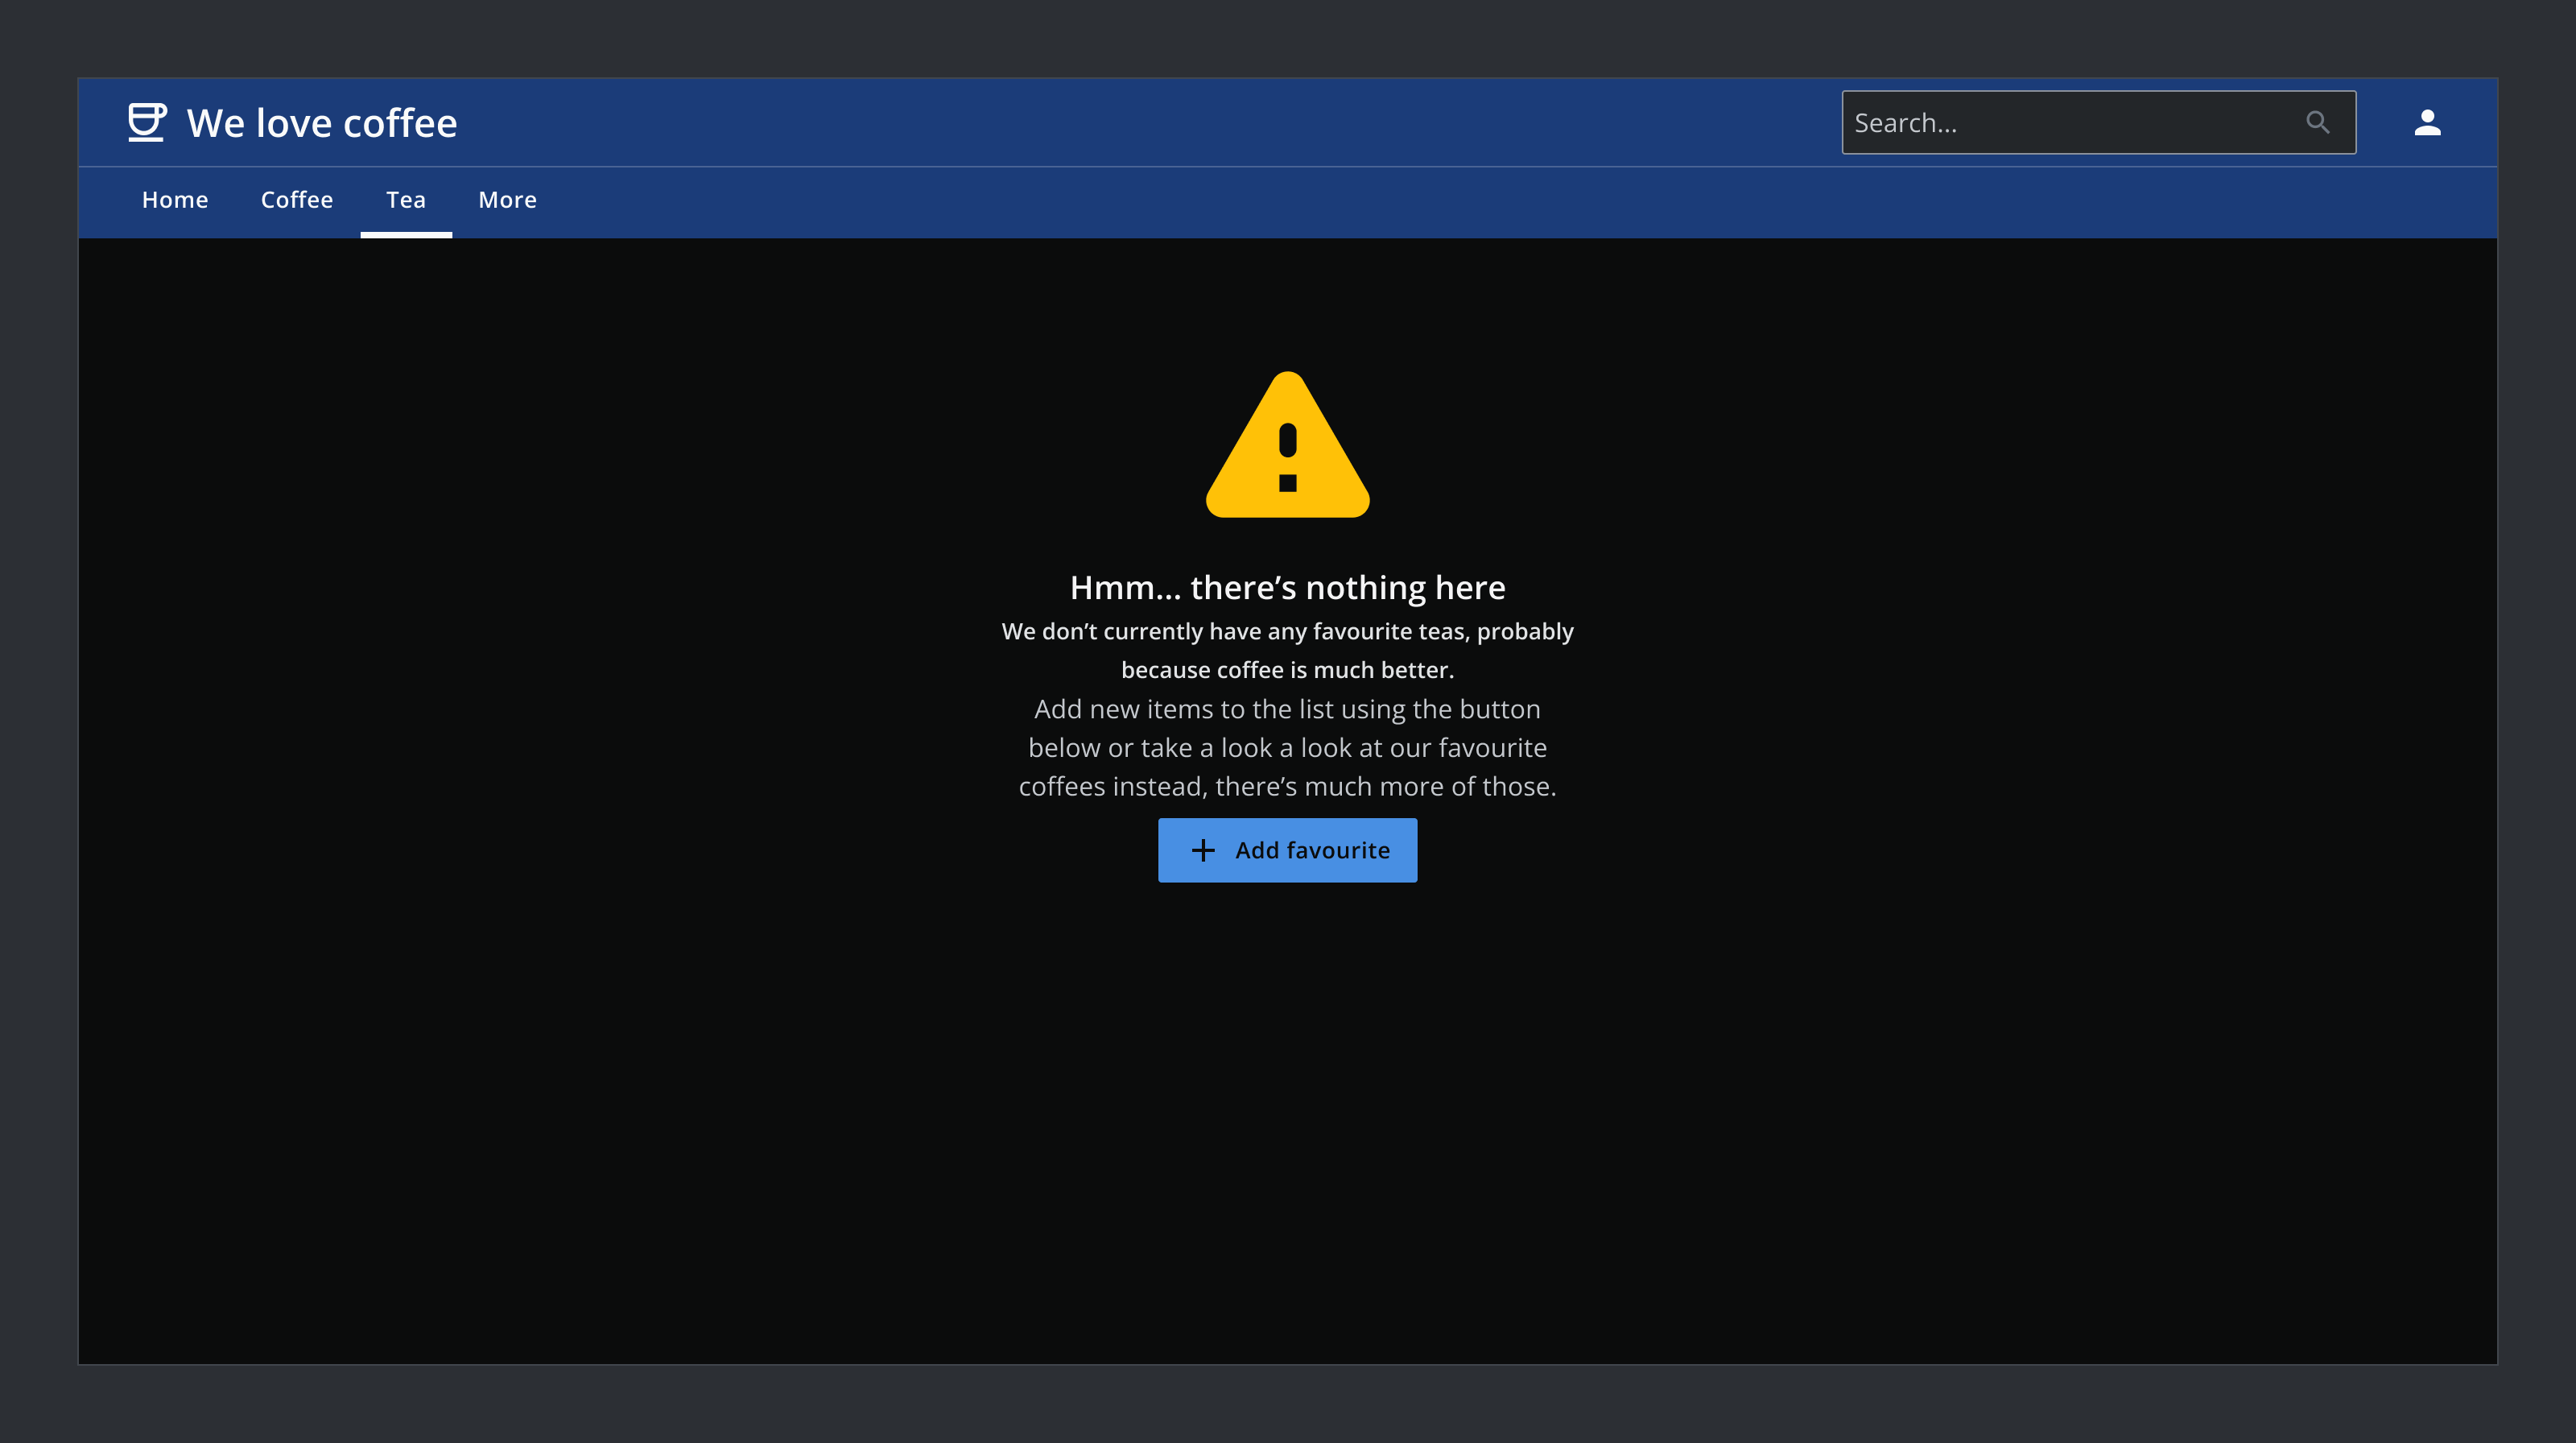 We love coffee
Search...
Home
Coffee
Tea
More
Hmm... there’s nothing here
We don’t currently have any favourite teas, probably
because coffee is much better.
Add new items to the list using the button
below or take a look a look at our favourite
coffees instead, there’s much more of those.
Add favourite